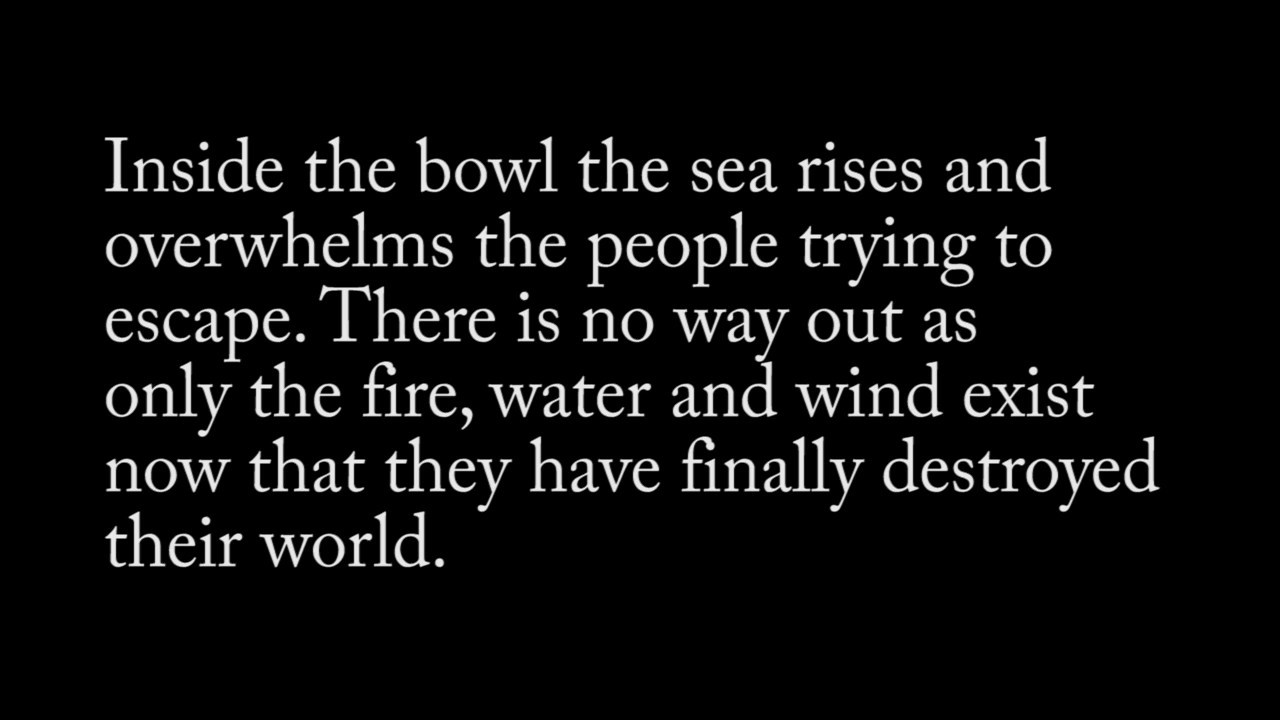 Inside the bowl the sea rises and
overwhelms the people trying to
escape. There is no way out as
only the fire, water and wind exist
now that they have finally destroyed
their world.